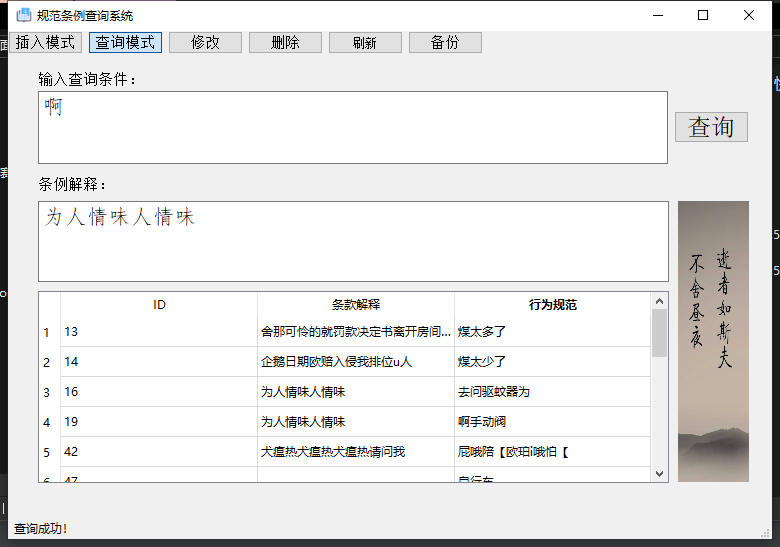 规范条例查询系统
插入模式 查询模式 修改 删除 刷新 备份
输入查询条件：
啊
查询
条例解释：
为人情味人情味
ID 条款解释 行为规范
1 13 舍那可怜的就罚款决定书离开房间... 煤太多了
2 14 企鹅日期欧赔入侵我排位u人 煤太少了
3 16 为人情味人情味 去问驱蚊器为
4 19 为人情味人情味 啊手动阀
5 42 犬瘟热犬瘟热犬瘟热请问我 屁哦陪【欧珀i哦怕【
6 47 自行车
逝者如斯夫
不舍昼夜
查询成功！